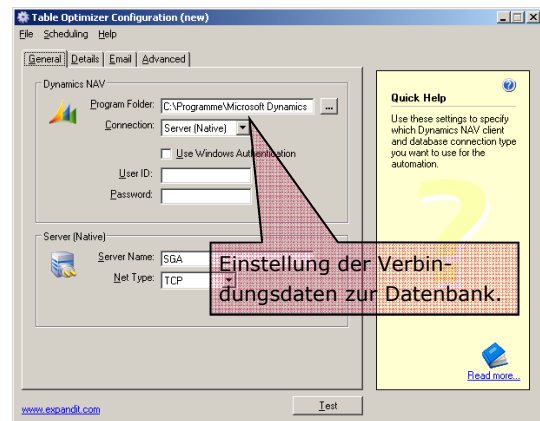 Table Optimizer Configuration (new)
File Scheduling Help
General Details Email Advanced
Dynamics NAV
Program Folder: C:\Programme\Microsoft Dynamics ...
Connection: Server (Native)
Use Windows Authentication
User ID:
Password:
Server (Native)
Server Name: SGA
Net Type: TCP
Einstellung der Verbin-
dungsdaten zur Datenbank.
Quick Help
Use these settings to specify
which Dynamics NAV client
and database connection type
you want to use for the
automation.
Read more...
www.expandit.com
Test